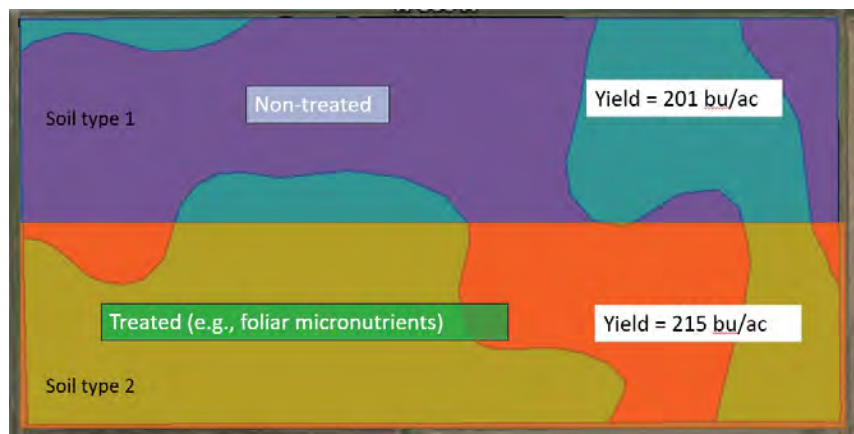 Non-treated
Yield = 201 bu/ac
Soil type 1
Treated (e.g., foliar micronutrients)
Yield = 215 bu/ac
Soil type 2